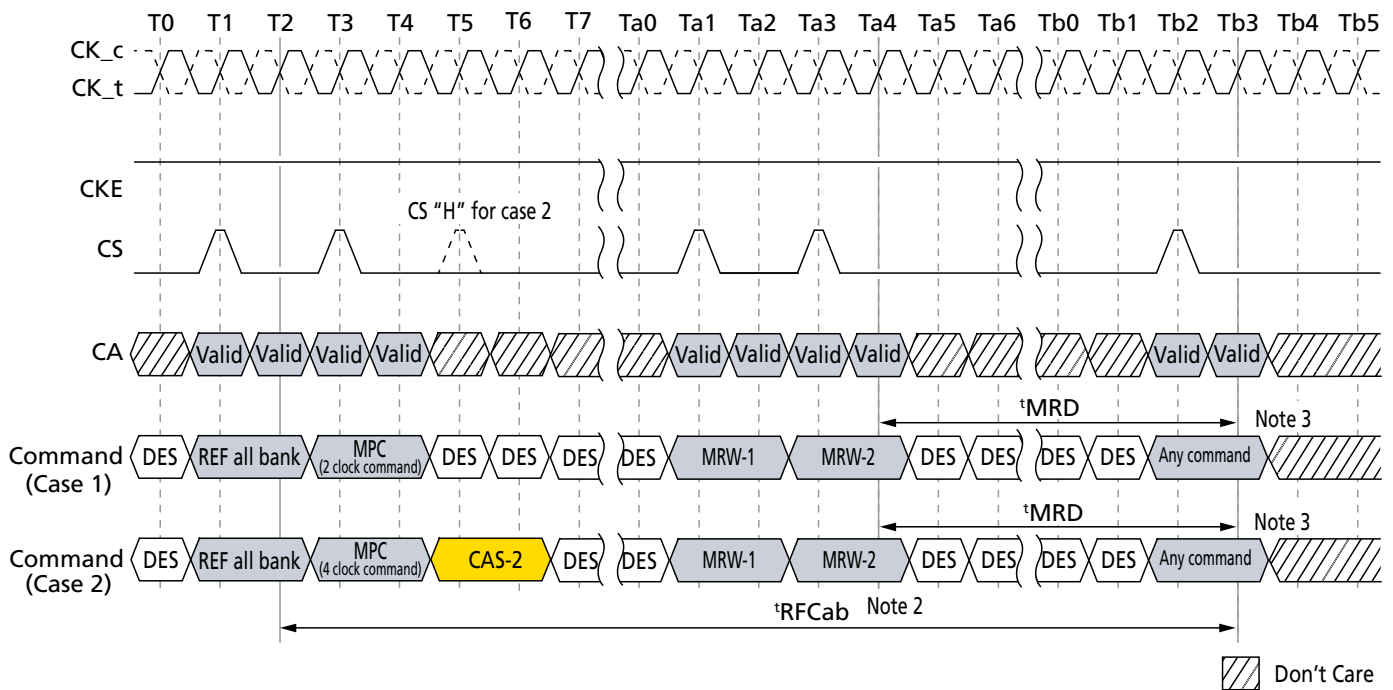 T0 T1 T2 T3 T4 T5 T6 T7 Ta0 Ta1 Ta2 Ta3 Ta4 Ta5 Ta6 Tb0 Tb1 Tb2 Tb3 Tb4 Tb5
CK_c
CK_t
CKE
CS "H" for case 2
CS
CA Valid Valid Valid Valid Valid Valid Valid Valid Valid Valid
tMRD
Note 3
Command
(Case 1)
DES REF all bank MPC
(2 clock command)
DES DES DES DES MRW-1 MRW-2 DES DES DES DES Any command
tMRD
Note 3
Command
(Case 2)
DES REF all bank MPC
(4 clock command)
CAS-2 DES DES MRW-1 MRW-2 DES DES DES DES Any command
tRFCab Note 2
Don't Care